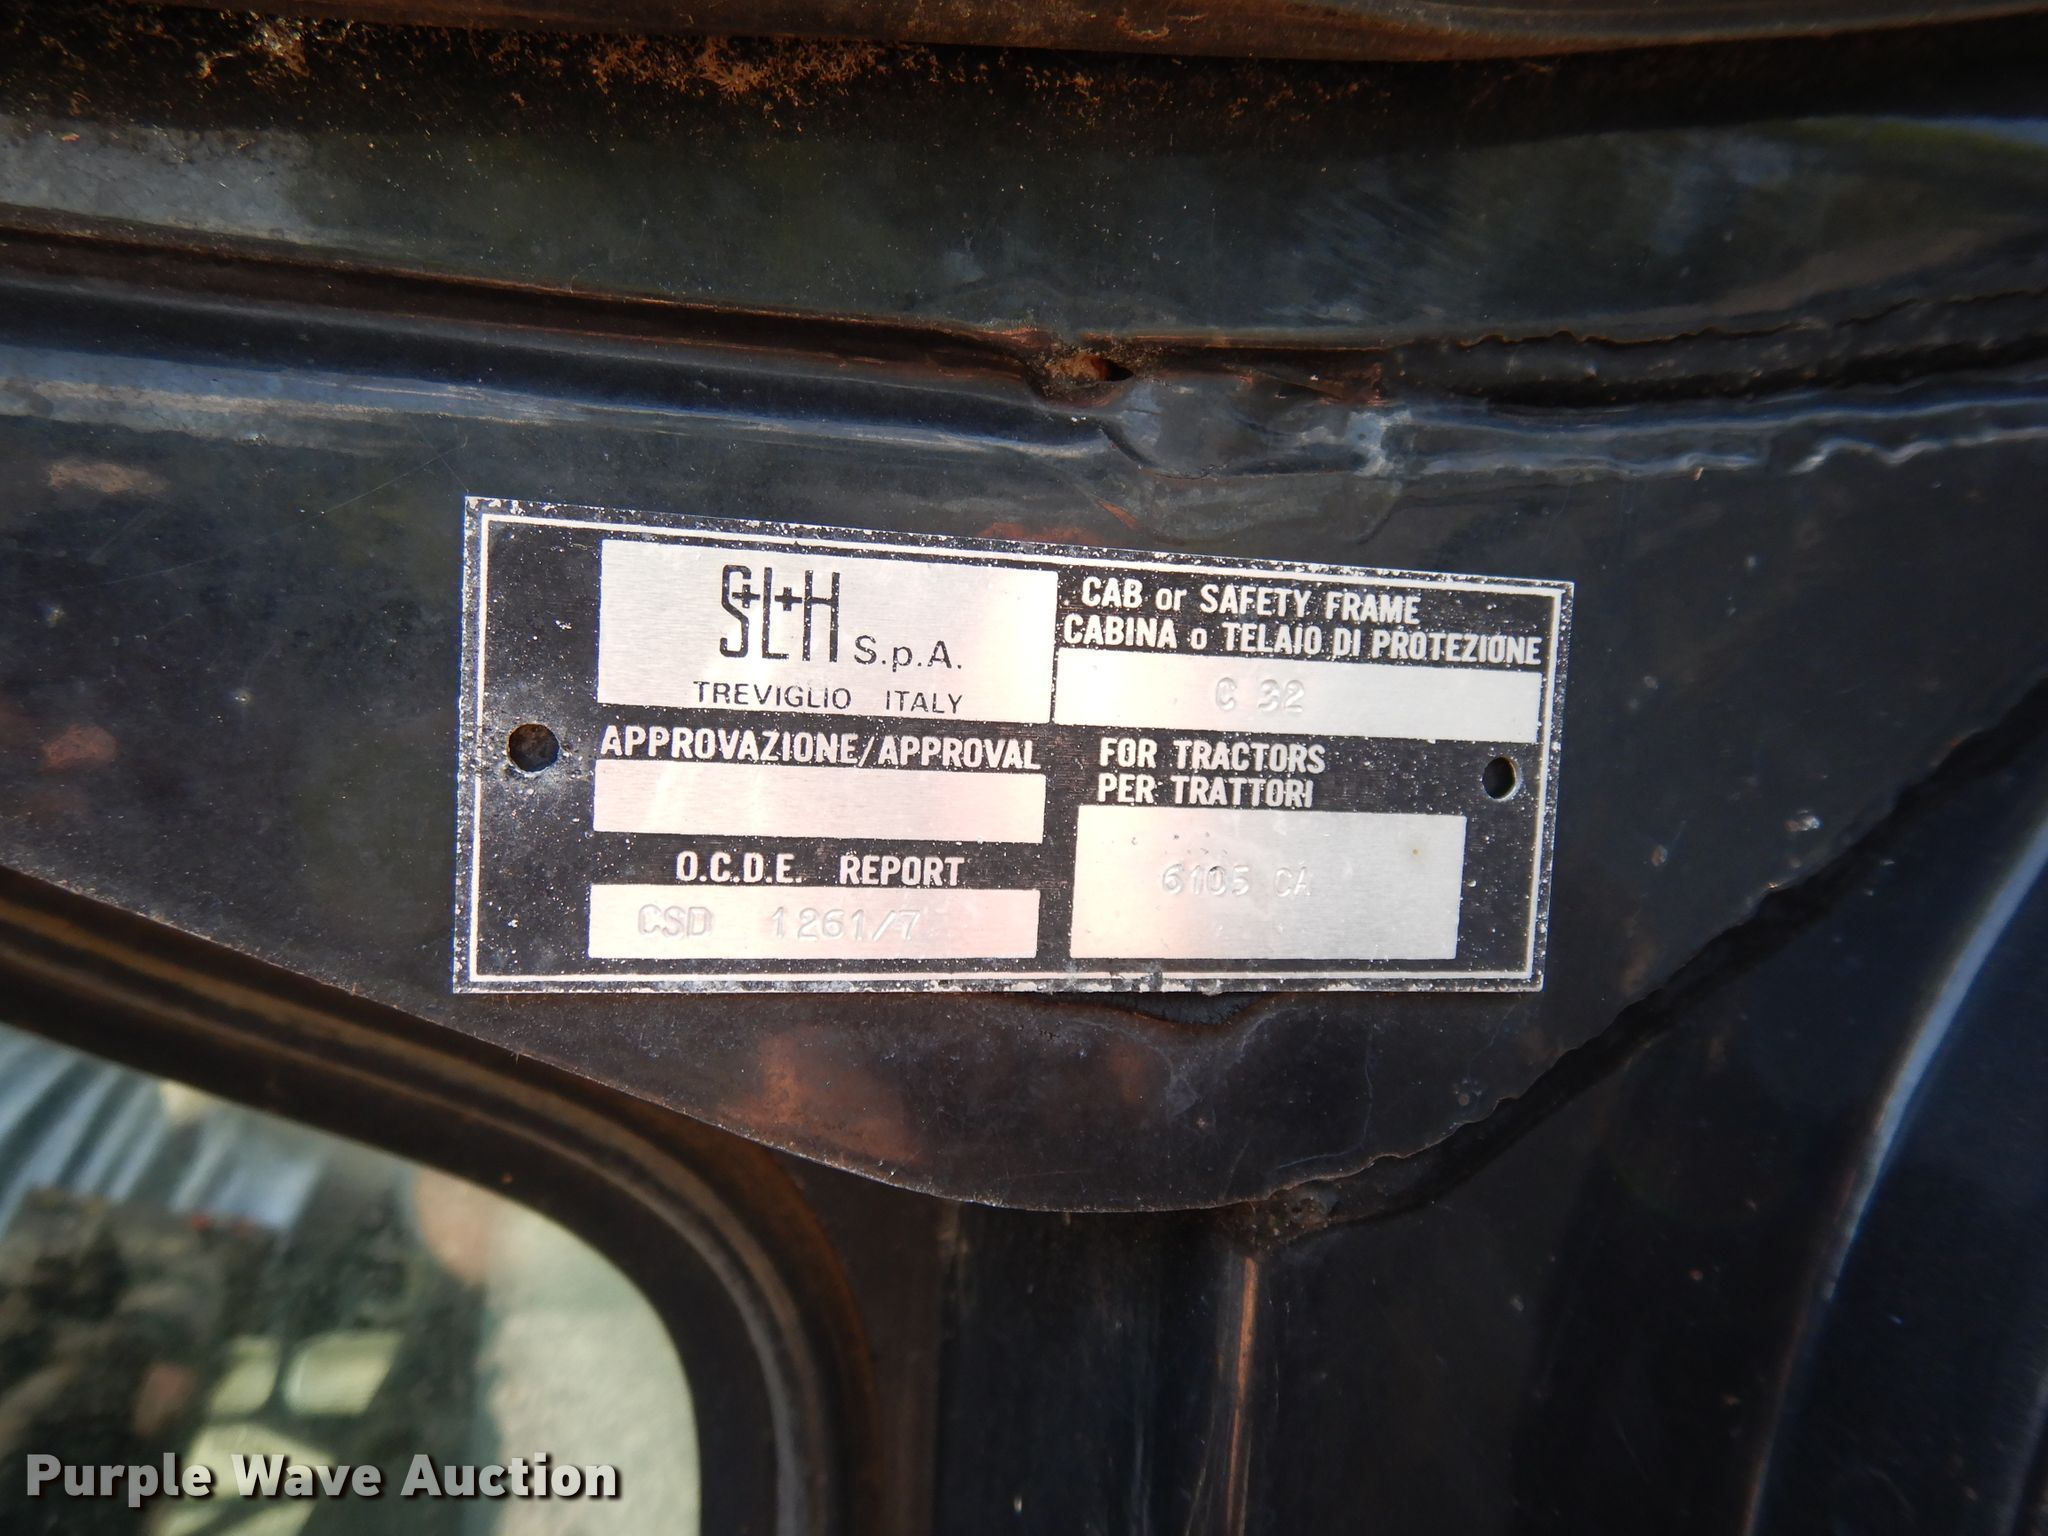 S+L+H S.p.A.
TREVIGLIO ITALY
CAB or SAFETY FRAME
CABINA o TELAIO DI PROTEZIONE
C 32
APPROVAZIONE/APPROVAL
FOR TRACTORS
PER TRATTORI
6105 CA
O.C.D.E. REPORT
CSD 1261/7
Purple Wave Auction